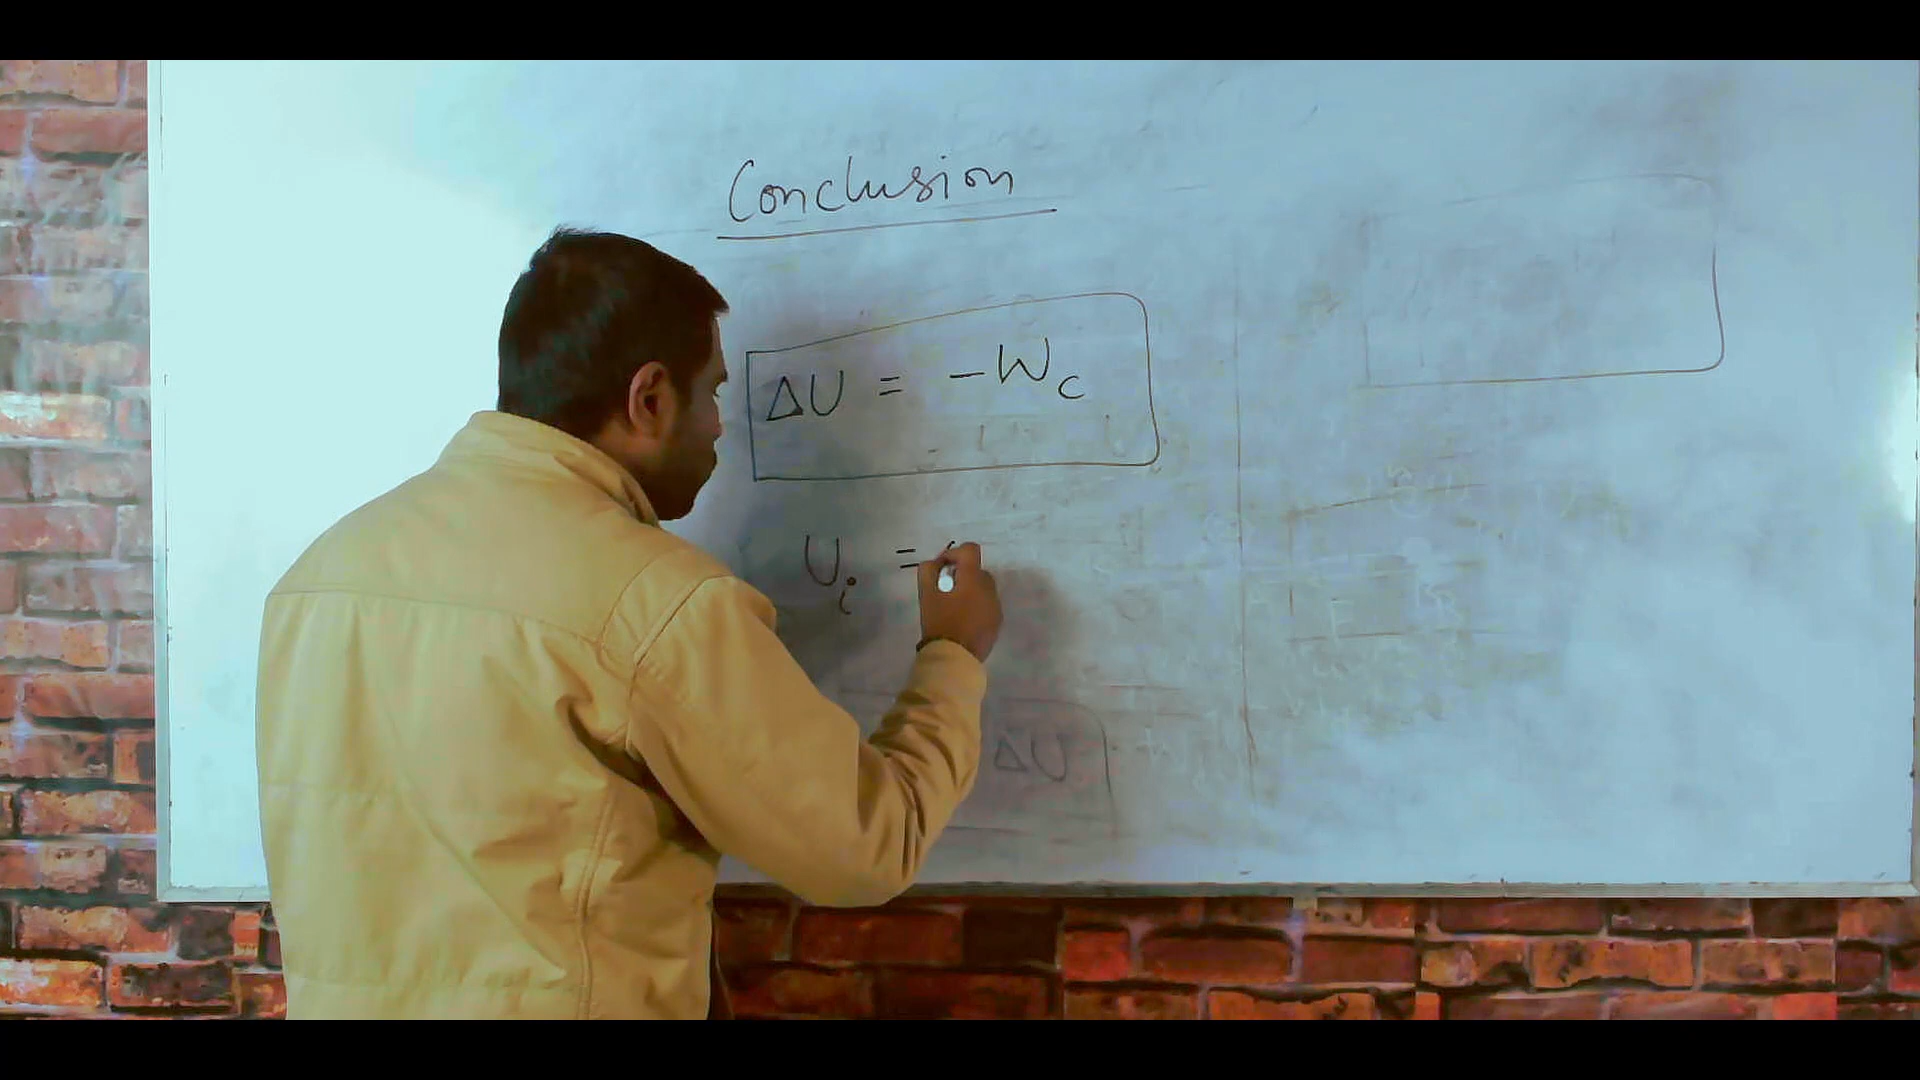 Conclusion
ΔU = -Wc
Ui =
ΔU